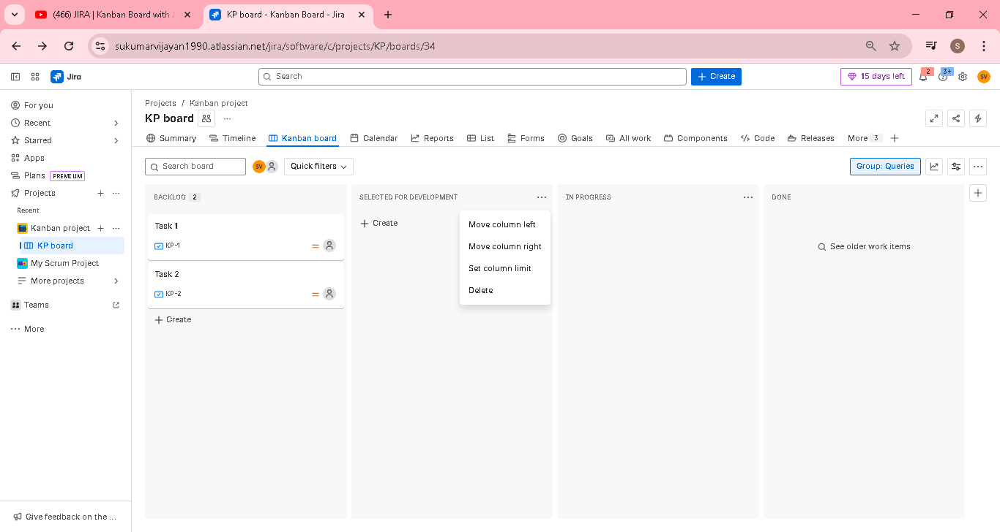 (466) JIRA | Kanban Board with J
KP board - Kanban Board - Jira
sukumarvijayan1990.atlassian.net/jira/software/c/projects/KP/boards/34
S
Jira
Search
Create
15 days left
2
3+
SV
For you
Recent
Starred
Apps
Plans PREMIUM
Projects
Recent
Kanban project
KP board
My Scrum Project
More projects
Teams
More
Give feedback on the ...
Projects / Kanban project
KP board
Summary Timeline Kanban board Calendar Reports List Forms Goals All work Components Code Releases More 3
Search board
SV
Quick filters
Group: Queries
BACKLOG 2
Task 1
KP-1
Task 2
KP-2
Create
SELECTED FOR DEVELOPMENT
Create
Move column left
Move column right
Set column limit
Delete
IN PROGRESS
DONE
See older work items